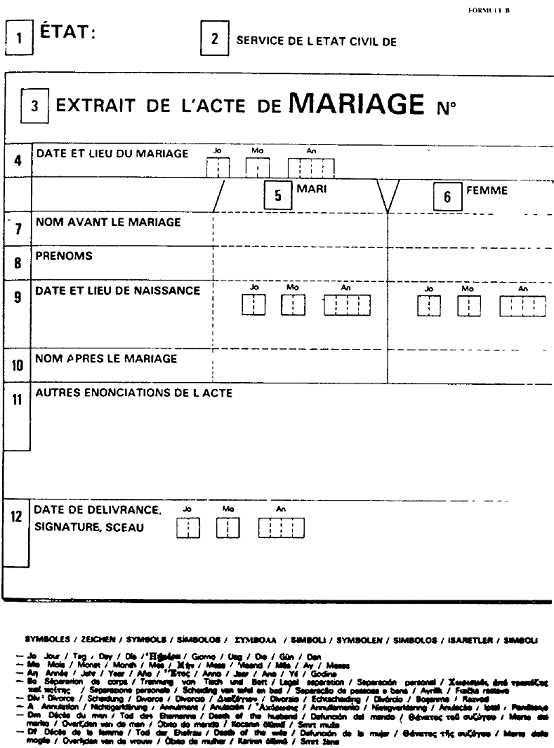 FORMULE B
1 ÉTAT:
2 SERVICE DE L'ETAT CIVIL DE
3 EXTRAIT DE L'ACTE DE MARIAGE N°
4 DATE ET LIEU DU MARIAGE Jo Mo An
5 MARI
6 FEMME
7 NOM AVANT LE MARIAGE
8 PRENOMS
9 DATE ET LIEU DE NAISSANCE Jo Mo An Jo Mo An
10 NOM APRES LE MARIAGE
11 AUTRES ENONCIATIONS DE L'ACTE
12 DATE DE DELIVRANCE, Jo Mo An
SIGNATURE, SCEAU
SYMBOLES / ZEICHEN / SYMBOLS / SIMBOLOS / ΣΥΜΒΟΛΑ / SIMBOLI / SYMBOLEN / SIMBOLOS / ISARETLER / SIMBOLI
— Jo Jour / Tag / Day / Día / Ἡμέρα / Giorno / Dag / Dia / Gün / Dan
— Mo Mois / Monat / Month / Mes / Μήν / Mese / Maand / Mês / Ay / Mesec
— An Année / Jahr / Year / Año / Ἔτος / Anno / Jaar / Ano / Yil / Godina
— Sc Séparation de corps / Trennung von Tisch und Bett / Legal separation / Separación personal /
Separazione personale / Scheiding van tafel en bed / Separação de pessoas e bens / Ayrilik /
— Div Divorce / Scheidung / Divorce / Divorcio / Διαζύγιον / Divorzio / Echtscheiding / Divórcio / Boşanma / Razvod
— A Annulation / Nichtigerklärung / Annulment / Anulación / Ἀκύρωσις / Annullamento / Nietigverklaring / Anulação / Iptal /
— Dm Décès du mari / Tod des Ehemanns / Death of the husband / Defunción del marido / Θάνατος τοῦ συζύγου / Morte del
marito / Overlijden van de man / Óbito do marido / Kocanin ölümü / Smrt muža
— Df Décès de la femme / Tod der Ehefrau / Death of the wife / Defunción de la mujer / Θάνατος τῆς συζύγου / Morte della
moglie / Overlijden van de vrouw / Óbito da mulher / Karinin ölümü / Smrt žene